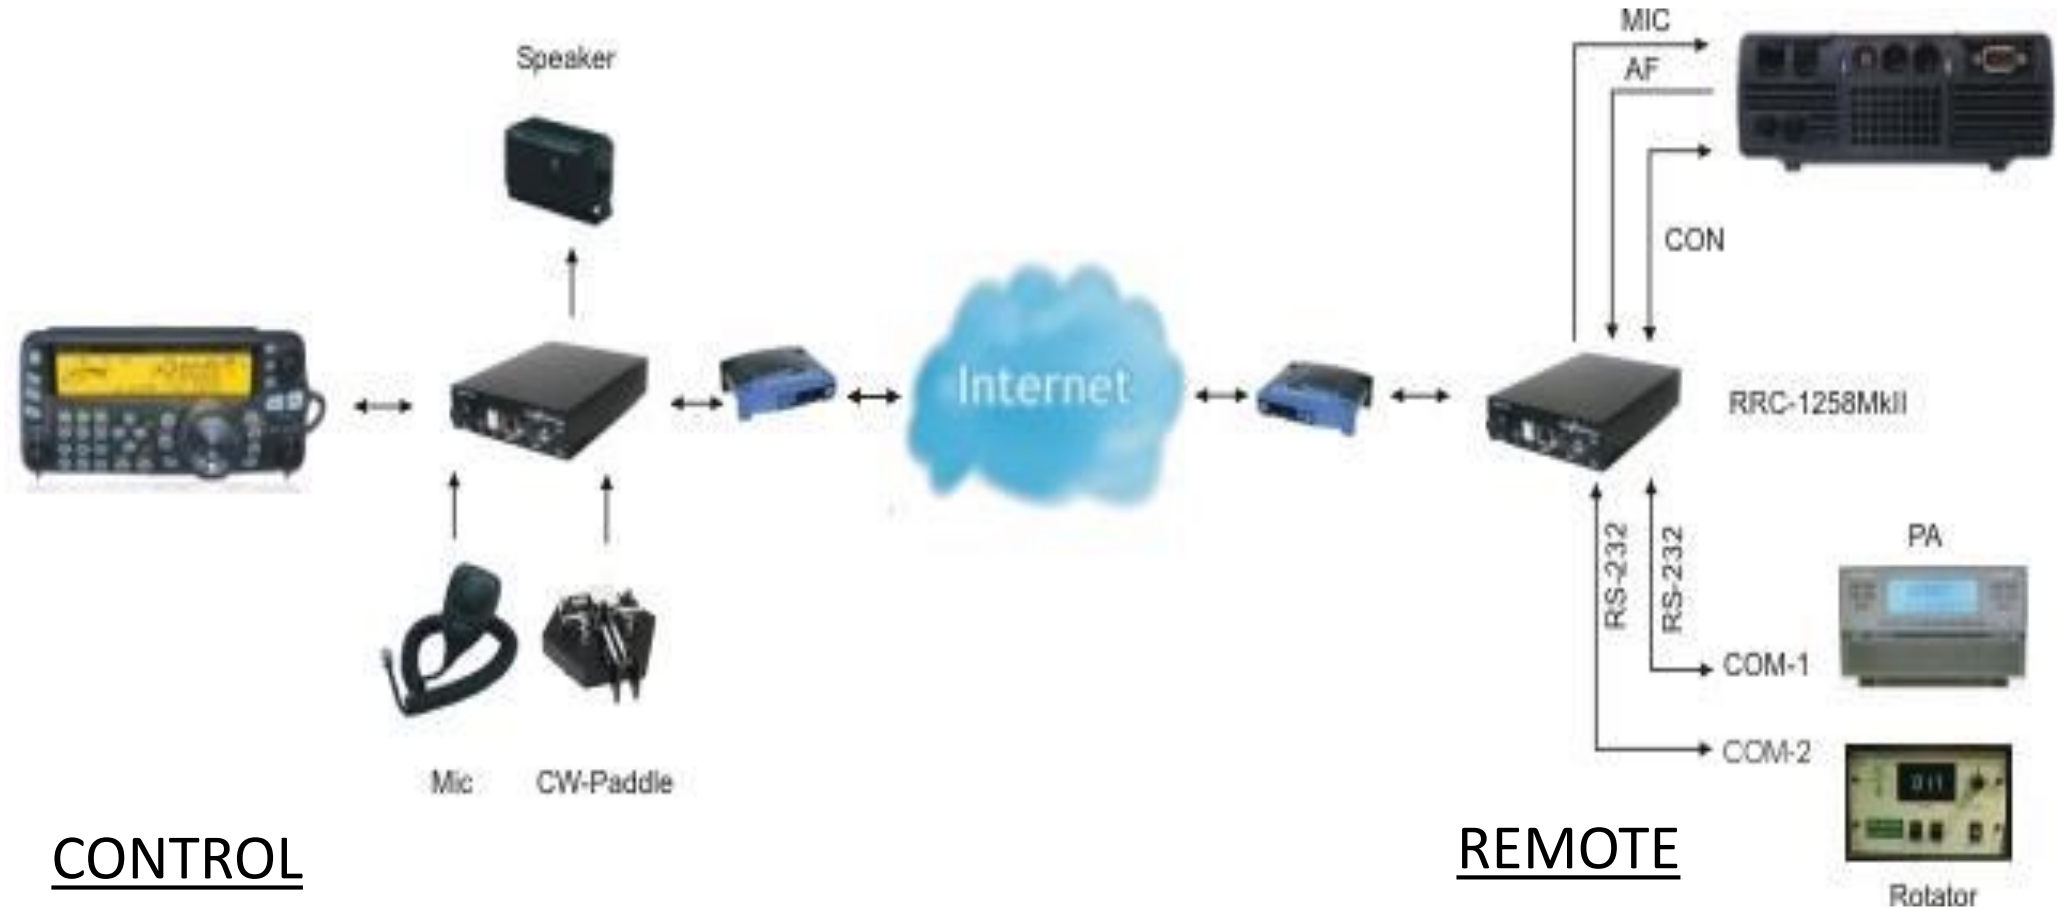 MIC
AF
Speaker
CON
Internet
RRC-1258MkII
RS-232
RS-232
PA
COM-1
COM-2
Mic
CW-Paddle
CONTROL
REMOTE
Rotator